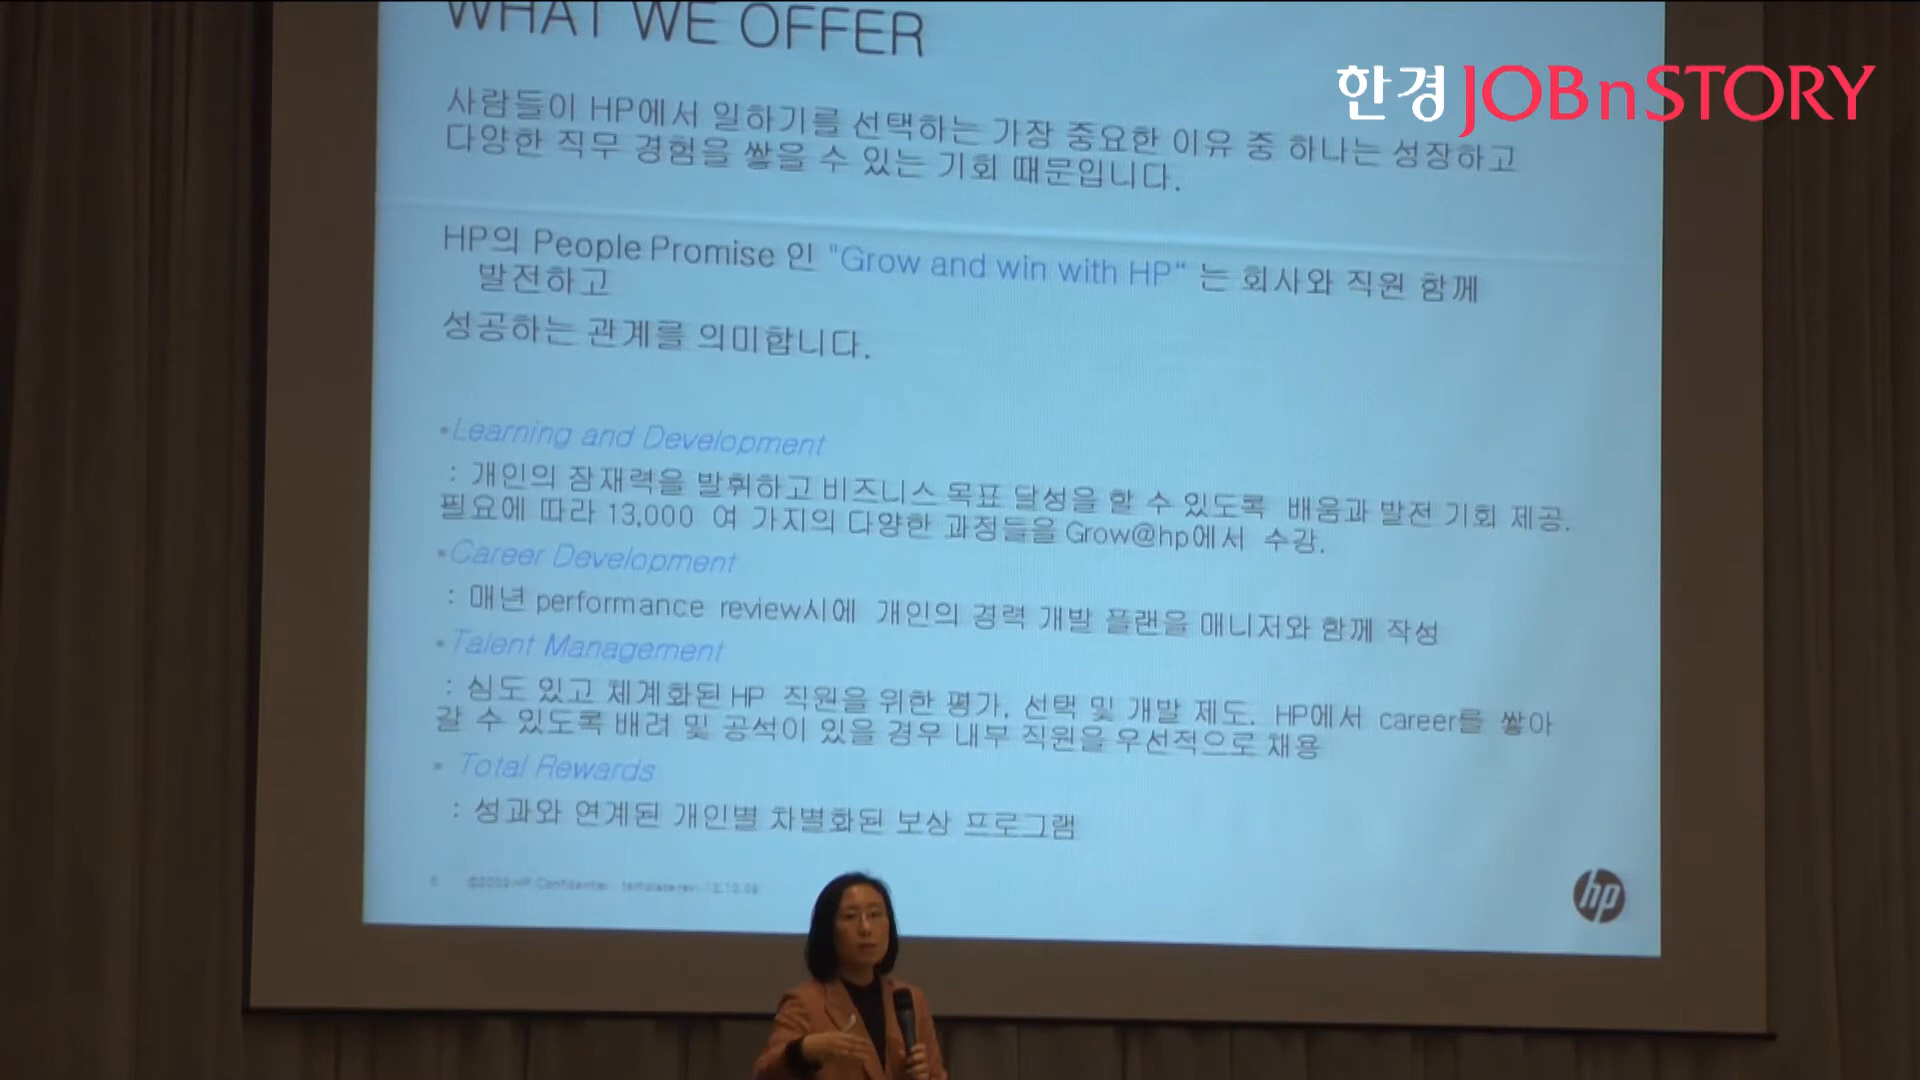 WHAT WE OFFER
한경 JOBnSTORY
사람들이 HP에서 일하기를 선택하는 가장 중요한 이유 중 하나는 성장하고
다양한 직무 경험을 쌓을 수 있는 기회 때문입니다.
HP의 People Promise 인 "Grow and win with HP“ 는 회사와 직원 함께
발전하고
성공하는 관계를 의미합니다.
•Learning and Development
: 개인의 잠재력을 발휘하고 비즈니스 목표 달성을 할 수 있도록 배움과 발전 기회 제공.
필요에 따라 13,000 여 가지의 다양한 과정들을 Grow@hp에서 수강.
•Career Development
: 매년 performance review시에 개인의 경력 개발 플랜을 매니저와 함께 작성
•Talent Management
: 심도 있고 체계화된 HP 직원을 위한 평가, 선택 및 개발 제도. HP에서 career를 쌓아
갈 수 있도록 배려 및 공석이 있을 경우 내부 직원을 우선적으로 채용
• Total Rewards
: 성과와 연계된 개인별 차별화된 보상 프로그램
©2009 HP Confidential template rev.
hp